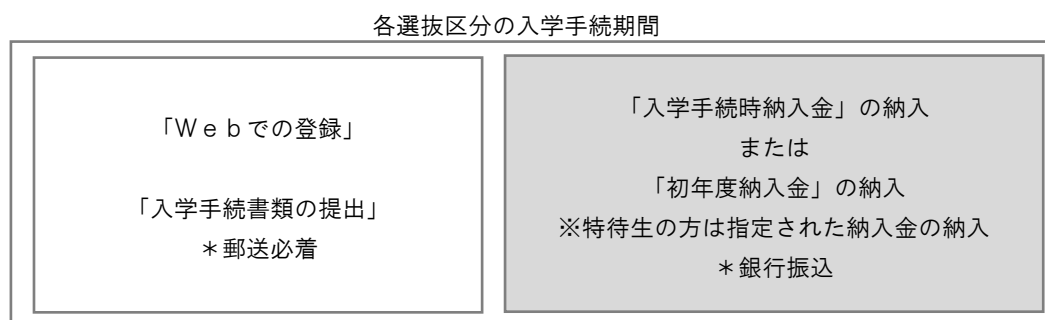 各選抜区分の入学手続期間
「Ｗｅｂでの登録」
「入学手続書類の提出」
＊郵送必着
「入学手続時納入金」の納入
または
「初年度納入金」の納入
※特待生の方は指定された納入金の納入
＊銀行振込